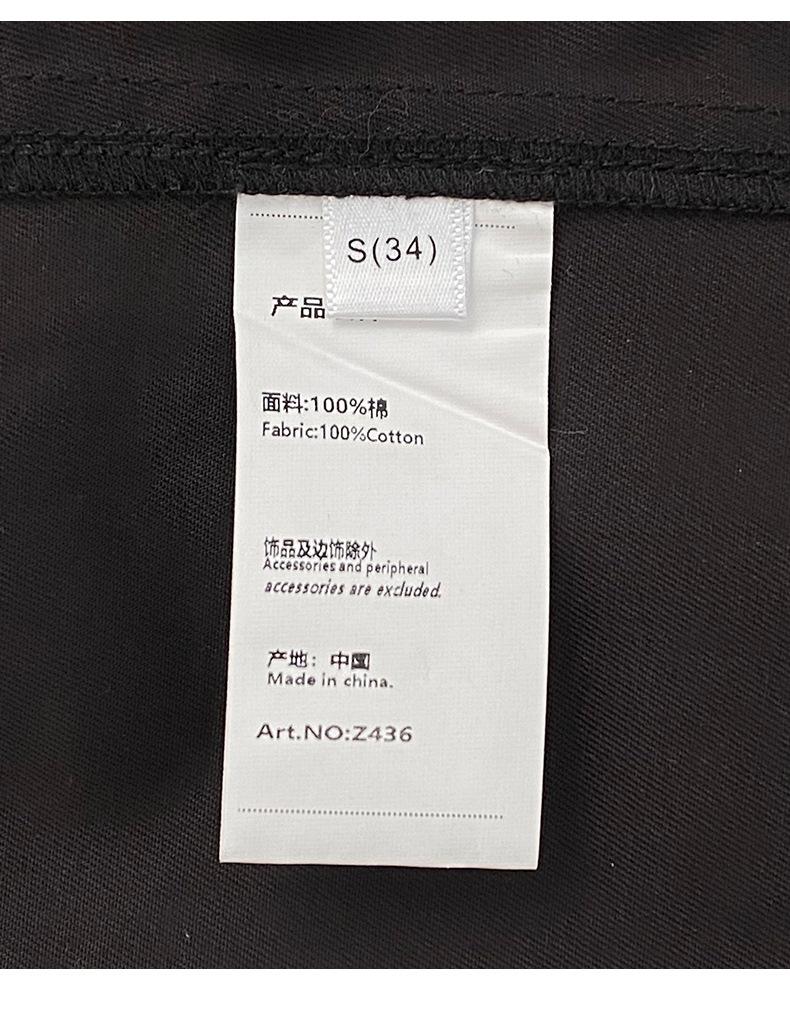 S(34)
产品
面料:100%棉
Fabric:100%Cotton
饰品及边饰除外
Accessories and peripheral
accessories are excluded.
产地：中国
Made in china.
Art.NO:Z436